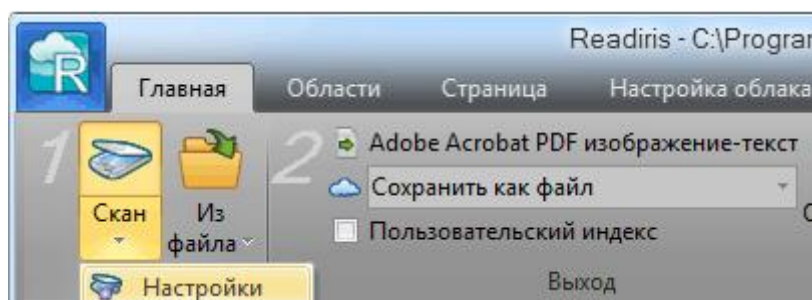 Readiris - C:\Progra
Главная Области Страница Настройка облака
1 Скан
Из файла
2 Adobe Acrobat PDF изображение-текст
Сохранить как файл
Пользовательский индекс
Выход
Настройки